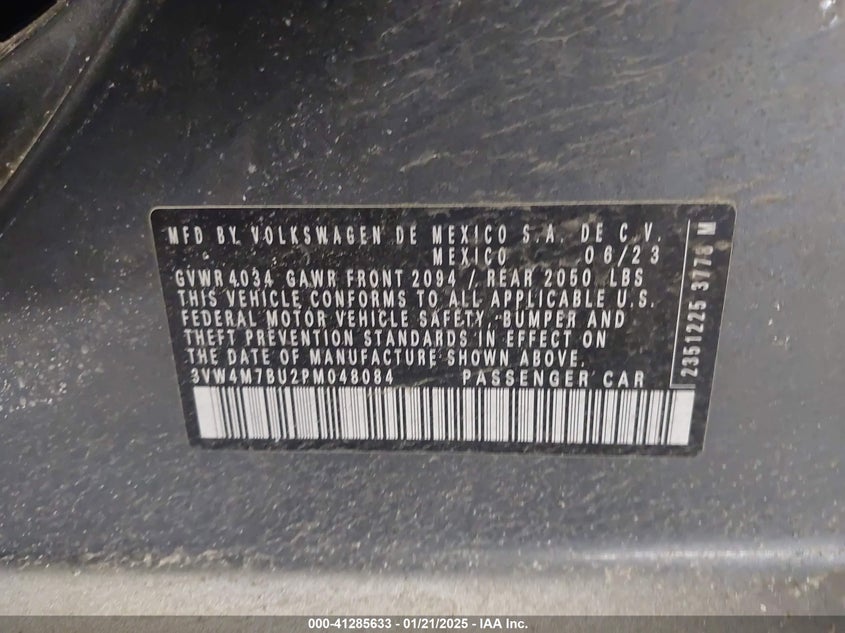 MFD BY VOLKSWAGEN DE MEXICO S.A. DE C.V.
MEXICO 06/23
GVWR 4034 GAWR FRONT 2094 / REAR 2050 LBS
THIS VEHICLE CONFORMS TO ALL APPLICABLE U.S.
FEDERAL MOTOR VEHICLE SAFETY, BUMPER AND
THEFT PREVENTION STANDARDS IN EFFECT ON
THE DATE OF MANUFACTURE SHOWN ABOVE.
3VW4M7BU2PM048084 PASSENGER CAR
2351225 3776 M
000-41285633 - 01/21/2025 - IAA Inc.